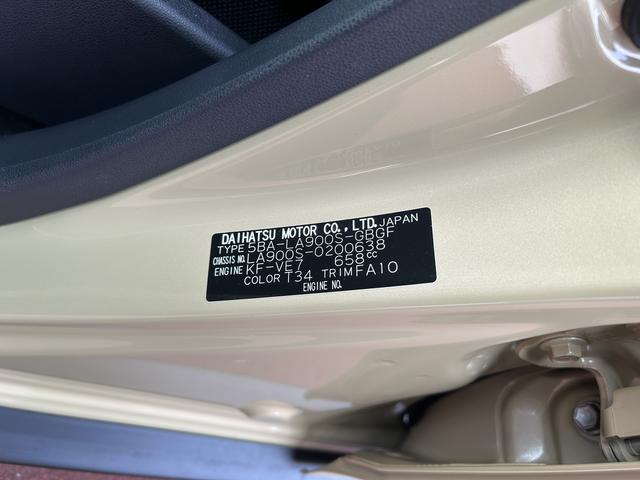 DAIHATSU MOTOR CO., LTD. JAPAN
TYPE 5BA-LA900S-GBGF
CHASSIS NO. LA900S-0200638
ENGINE KF-VE7 658cc
COLOR T34 TRIM FA10
ENGINE NO.